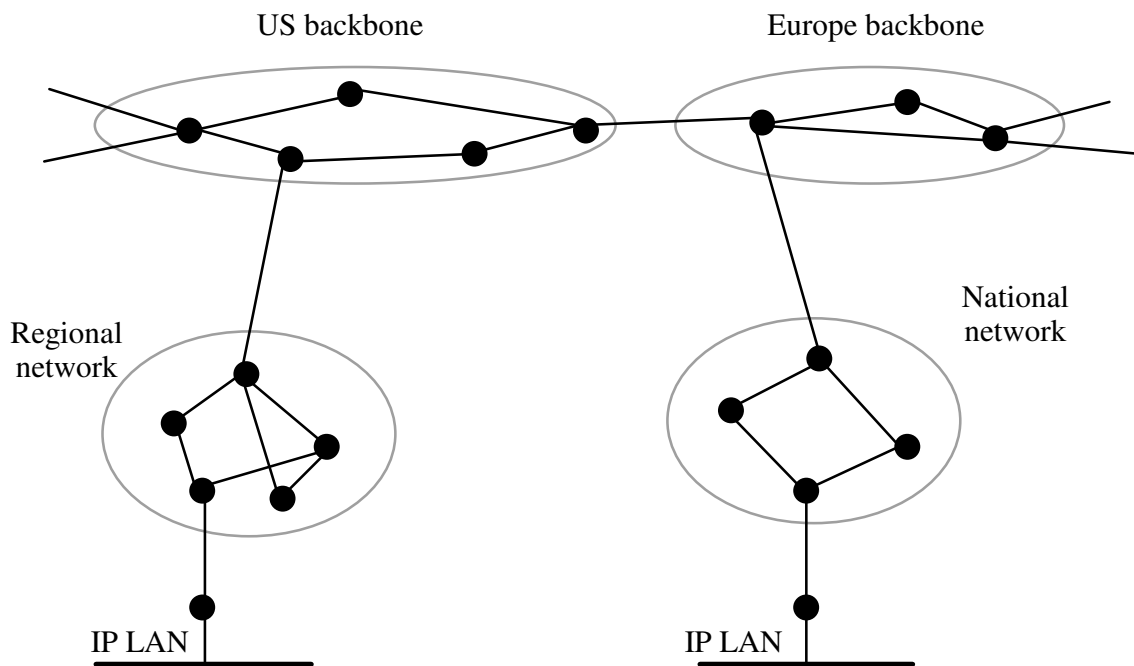 US backbone
Europe backbone
Regional
network
National
network
IP LAN
IP LAN